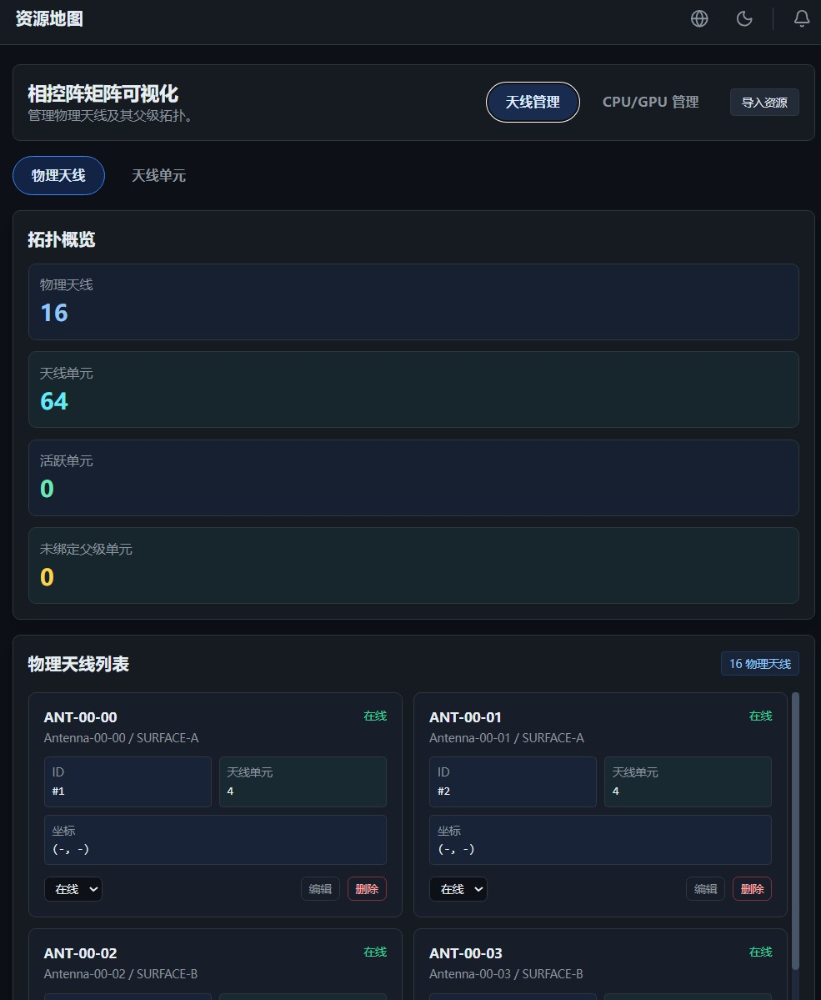 资源地图
相控阵矩阵可视化
管理物理天线及其父级拓扑。
天线管理
CPU/GPU 管理
导入资源
物理天线
天线单元
拓扑概览
物理天线
16
天线单元
64
活跃单元
0
未绑定父级单元
0
物理天线列表
16 物理天线
ANT-00-00
在线
Antenna-00-00 / SURFACE-A
ID
#1
天线单元
4
坐标
(-, -)
在线
编辑
删除
ANT-00-01
在线
Antenna-00-01 / SURFACE-A
ID
#2
天线单元
4
坐标
(-, -)
在线
编辑
删除
ANT-00-02
在线
Antenna-00-02 / SURFACE-B
ANT-00-03
在线
Antenna-00-03 / SURFACE-B